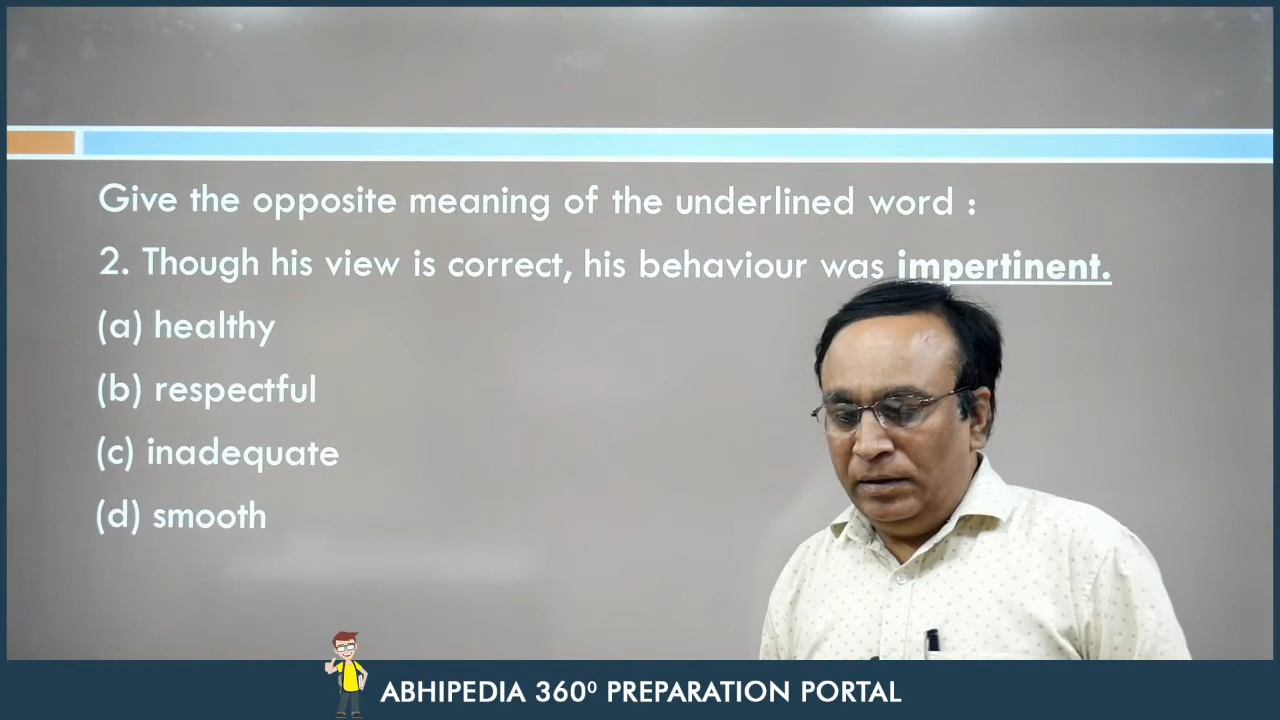 Give the opposite meaning of the underlined word :
2. Though his view is correct, his behaviour was impertinent.
(a) healthy
(b) respectful
(c) inadequate
(d) smooth
ABHIPEDIA 360⁰ PREPARATION PORTAL